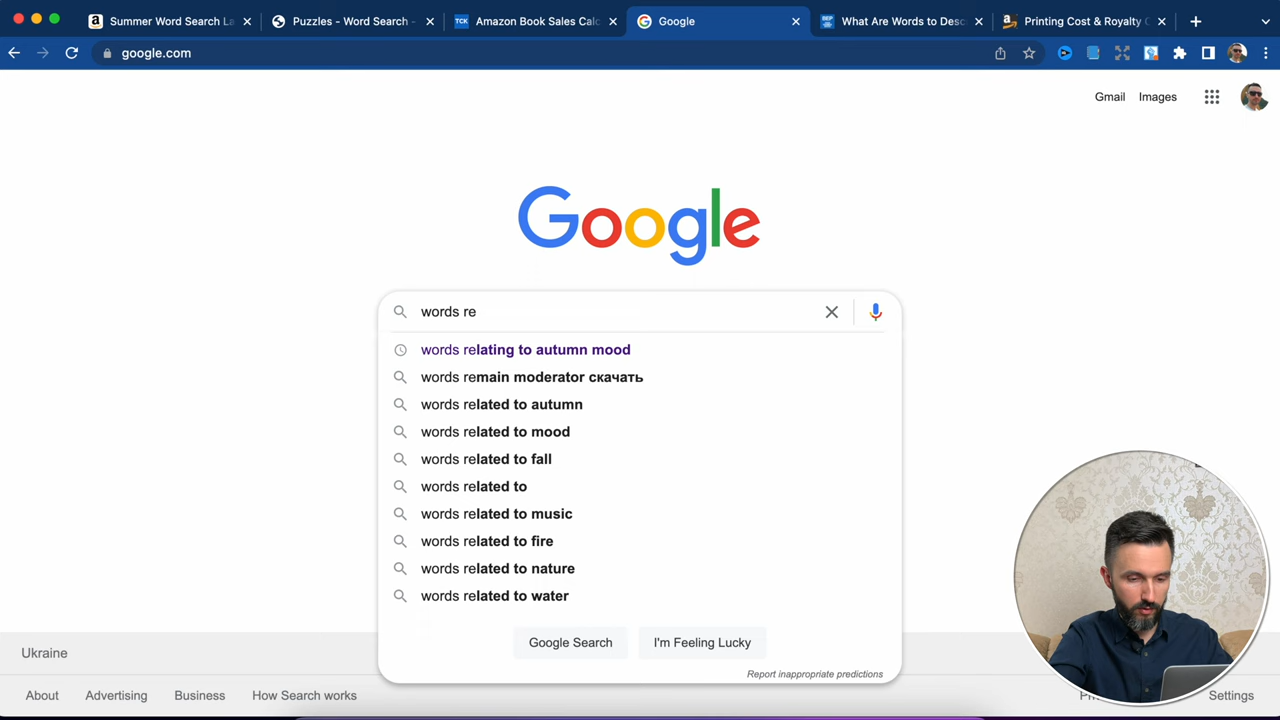 Summer Word Search La
Puzzles - Word Search -
TCK Amazon Book Sales Calc
Google
BEP What Are Words to Desc
Printing Cost & Royalty C
google.com
Gmail Images
Google
words re
words relating to autumn mood
words remain moderator скачать
words related to autumn
words related to mood
words related to fall
words related to
words related to music
words related to fire
words related to nature
words related to water
Google Search I'm Feeling Lucky
Report inappropriate predictions
Ukraine
About Advertising Business How Search works Settings